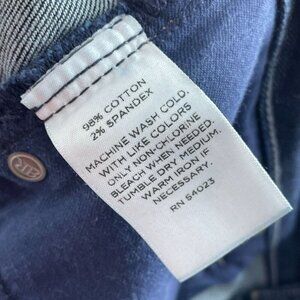 98% COTTON
2% SPANDEX
MACHINE WASH COLD.
WITH LIKE COLORS
ONLY NON-CHLORINE
BLEACH WHEN NEEDED.
TUMBLE DRY MEDIUM.
WARM IRON IF
NECESSARY.
RN 54023